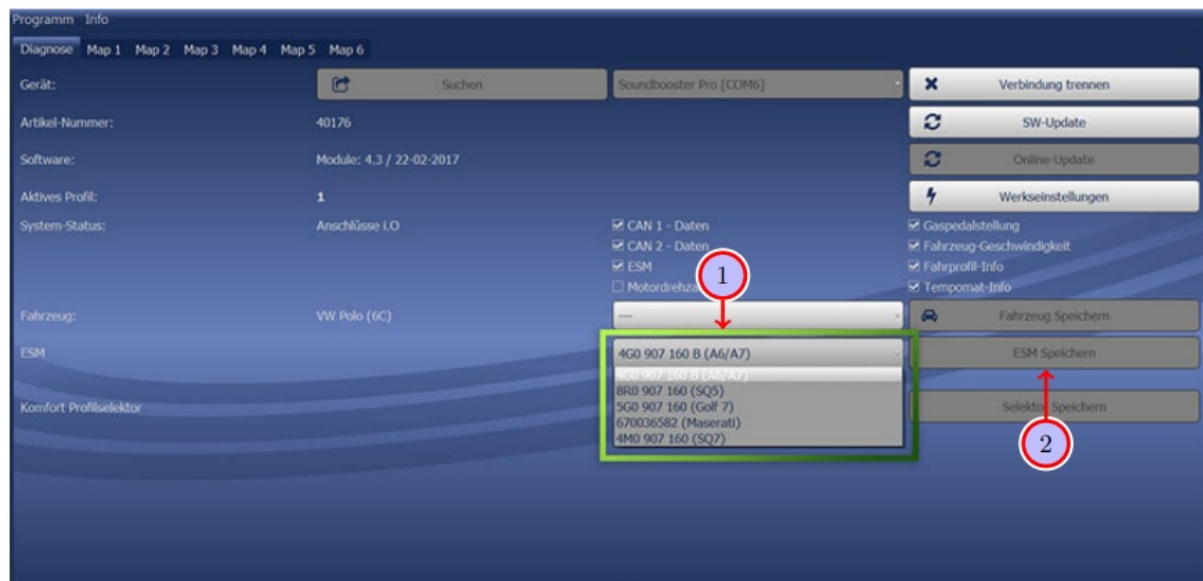 Programm Info
Diagnose Map 1 Map 2 Map 3 Map 4 Map 5 Map 6
Gerät: Suchen Soundbooster Pro [COM6] Verbindung trennen
Artikel-Nummer: 40176 SW-Update
Software: Module: 4.3 / 22-02-2017 Online-Update
Aktives Profil: 1 Werkseinstellungen
System-Status: Anschlüsse i.O CAN 1 - Daten Gaspedalstellung
CAN 2 - Daten Fahrzeug-Geschwindigkeit
ESM Fahrprofil-Info
1
Tempomat-Info
Fahrzeug: VW Polo (6C) --- Fahrzeug Speichern
ESM 4G0 907 160 B (A6/A7) ESM Speichern
4G0 907 160 B (A6/A7)
8R0 907 160 (SQ5)
5G0 907 160 (Golf 7)
Komfort Profilselektor Selektor Speichern
670036582 (Maserati)
4M0 907 160 (SQ7)
2